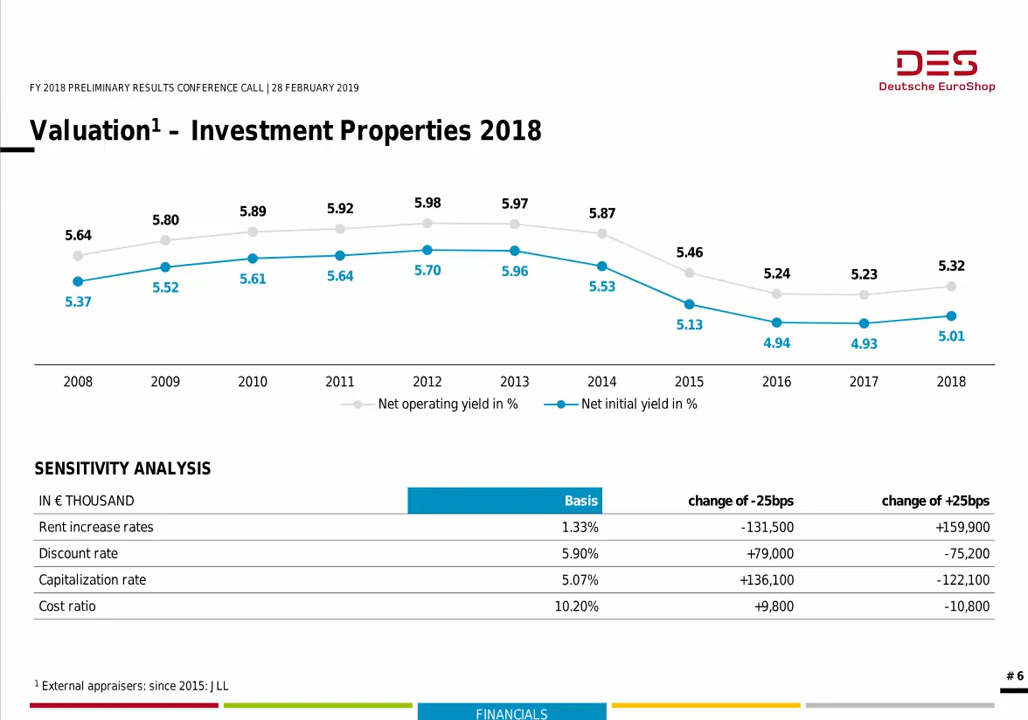 DES
Deutsche EuroShop
FY 2018 PRELIMINARY RESULTS CONFERENCE CALL | 28 FEBRUARY 2019
Valuation¹ – Investment Properties 2018
5.64 5.80 5.89 5.92 5.98 5.97 5.87 5.46 5.24 5.23 5.32
5.37 5.52 5.61 5.64 5.70 5.96 5.53 5.13 4.94 4.93 5.01
2008 2009 2010 2011 2012 2013 2014 2015 2016 2017 2018
Net operating yield in % Net initial yield in %
SENSITIVITY ANALYSIS
IN € THOUSAND Basis change of -25bps change of +25bps
Rent increase rates 1.33% -131,500 +159,900
Discount rate 5.90% +79,000 -75,200
Capitalization rate 5.07% +136,100 -122,100
Cost ratio 10.20% +9,800 -10,800
# 6
¹ External appraisers: since 2015: JLL
FINANCIALS